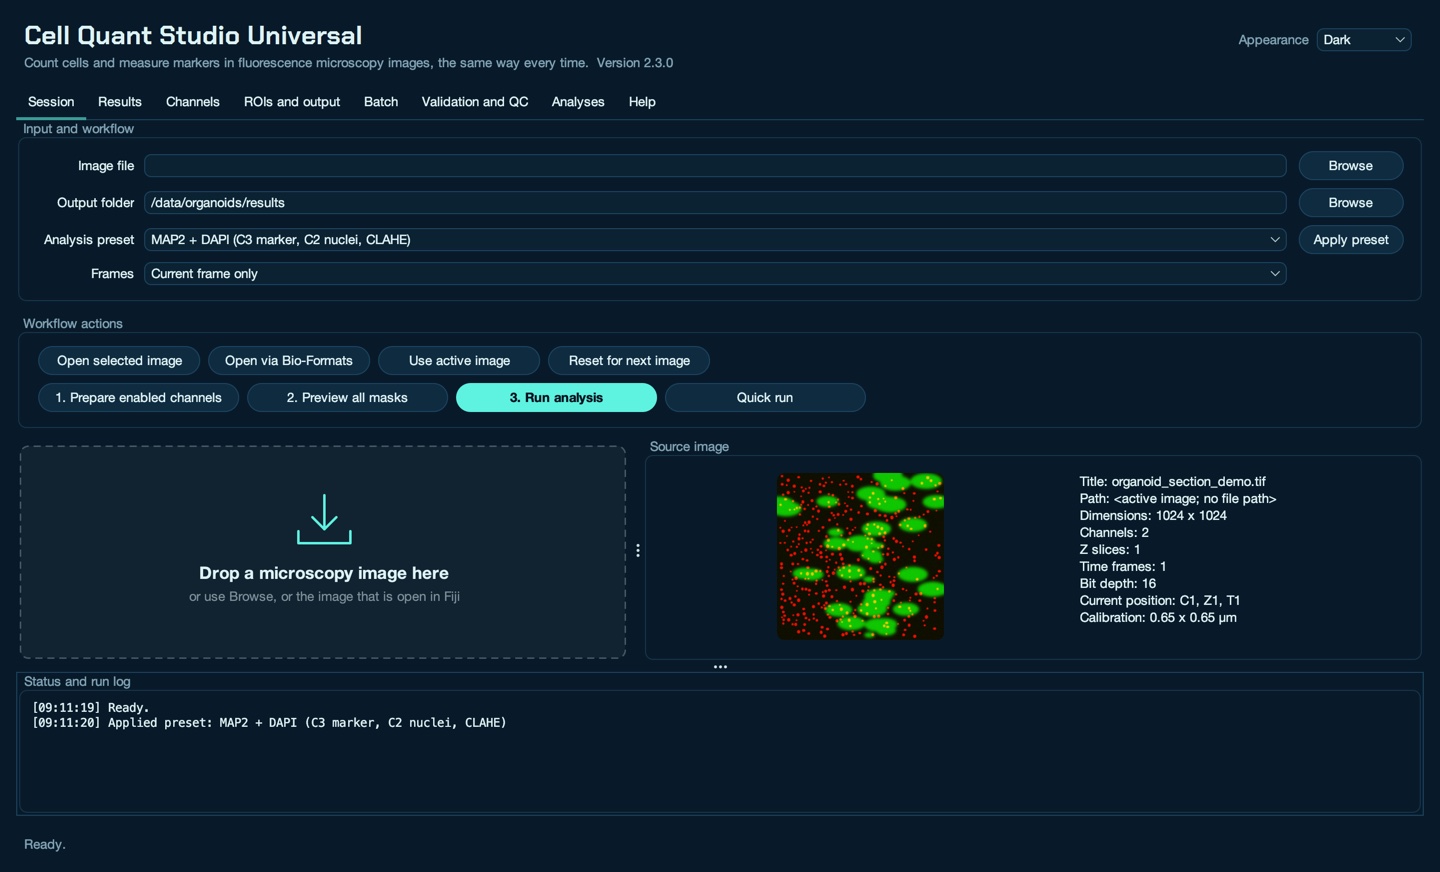 Cell Quant Studio Universal
Count cells and measure markers in fluorescence microscopy images, the same way every time. Version 2.3.0
Appearance Dark
Session Results Channels ROIs and output Batch Validation and QC Analyses Help
Input and workflow
Image file Browse
Output folder /data/organoids/results Browse
Analysis preset MAP2 + DAPI (C3 marker, C2 nuclei, CLAHE) Apply preset
Frames Current frame only
Workflow actions
Open selected image Open via Bio-Formats Use active image Reset for next image
1. Prepare enabled channels 2. Preview all masks 3. Run analysis Quick run
Drop a microscopy image here
or use Browse, or the image that is open in Fiji
Source image
Title: organoid_section_demo.tif
Path: <active image; no file path>
Dimensions: 1024 x 1024
Channels: 2
Z slices: 1
Time frames: 1
Bit depth: 16
Current position: C1, Z1, T1
Calibration: 0.65 x 0.65 µm
Status and run log
[09:11:19] Ready.
[09:11:20] Applied preset: MAP2 + DAPI (C3 marker, C2 nuclei, CLAHE)
Ready.